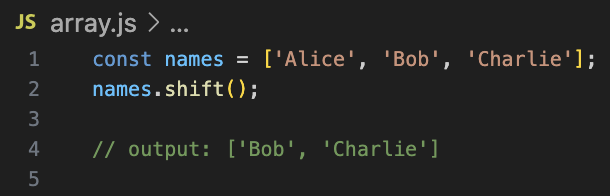 JS array.js > ...
1 const names = ['Alice', 'Bob', 'Charlie'];
2 names.shift();
3
4 // output: ['Bob', 'Charlie']
5